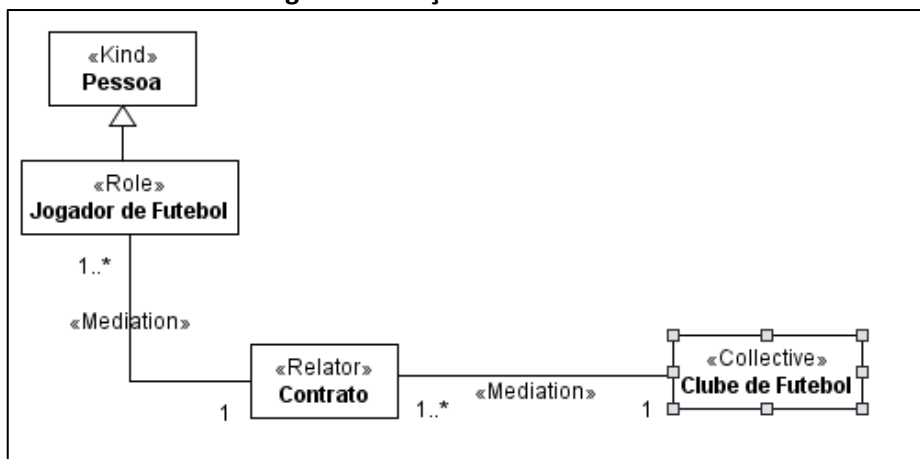 «Kind»
Pessoa
«Role»
Jogador de Futebol
1..*
«Mediation»
«Relator»
Contrato
1
1..*
«Mediation»
1
«Collective»
Clube de Futebol